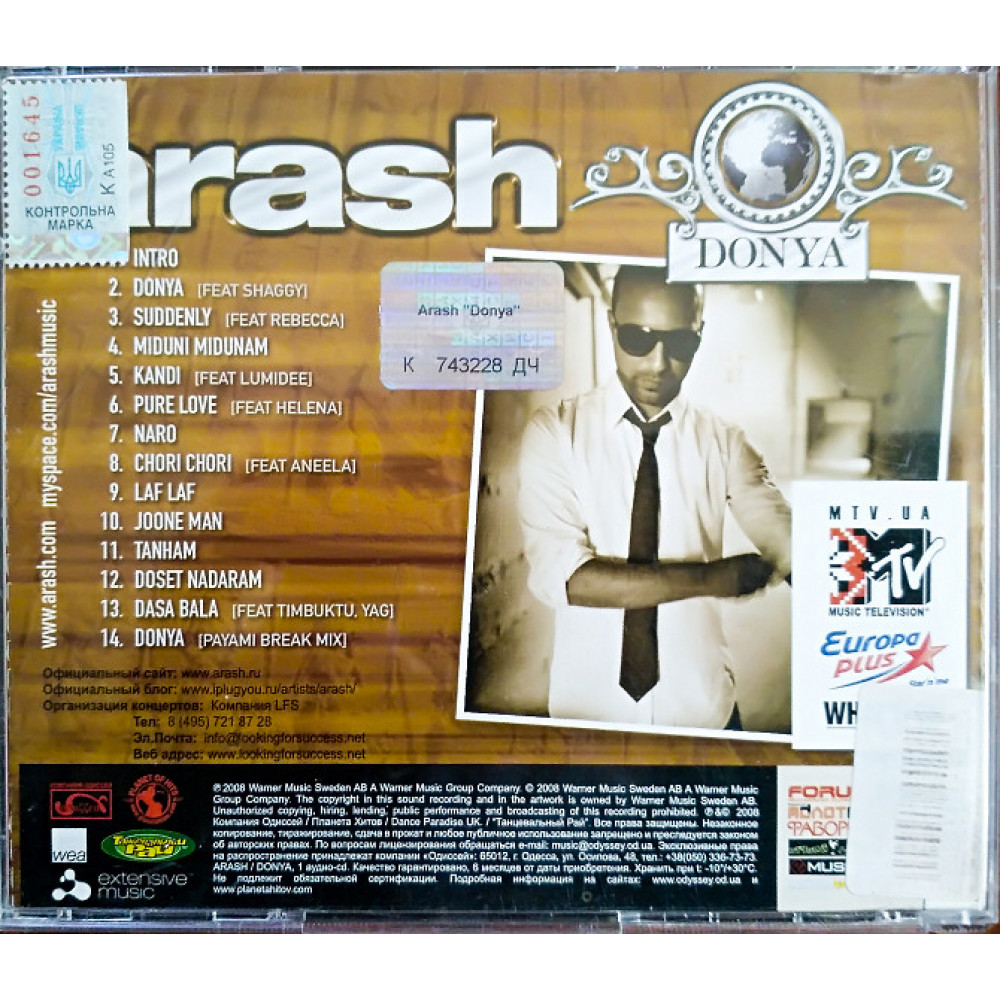 001645
УКРАЇНА
К А105
КОНТРОЛЬНА
МАРКА
arash
DONYA
INTRO
2. DONYA [FEAT SHAGGY]
3. SUDDENLY [FEAT REBECCA]
4. MIDUNI MIDUNAM
5. KANDI [FEAT LUMIDEE]
6. PURE LOVE [FEAT HELENA]
7. NARO
8. CHORI CHORI [FEAT ANEELA]
9. LAF LAF
10. JOONE MAN
11. TANHAM
12. DOSET NADARAM
13. DASA BALA [FEAT TIMBUKTU, YAG]
14. DONYA [PAYAMI BREAK MIX]
www.arash.com myspace.com/arashmusic
Arash "Donya"
К 743228 ДЧ
MTV.UA
MTV
MUSIC TELEVISION
Europa
plus
WH
Официальный сайт: www.arash.ru
Официальный блог: www.iplugyou.ru/artists/arash/
Организация концертов: Компания LFS
Тел: 8 (495) 721 87 28
Эл.Почта: info@lookingforsuccess.net
Веб адрес: www.lookingforsuccess.net
PLANET OF HITS
wea
Танцевальный
Рай
extensive
music
℗ 2008 Warner Music Sweden AB A Warner Music Group Company. © 2008 Warner Music Sweden AB A Warner Music
Group Company. The copyright in this sound recording and in the artwork is owned by Warner Music Sweden AB.
Unauthorized copying, hiring, lending, public performance and broadcasting of this recording prohibited. ℗&© 2008
Компания Одиссей / Планета Хитов / Dance Paradise UK. / "Танцевальный Рай". Все права защищены. Незаконное
копирование, тиражирование, сдача в прокат и любое публичное использование запрещено и преследуется законом
об авторских правах. По вопросам лицензирования обращаться e-mail: music@odyssey.od.ua. Эксклюзивные права
на распространение принадлежат компании «Одиссей»: 65012, г. Одесса, ул. Осипова, 48, тел.: +38(050) 336-73-73.
ARASH / DONYA, 1 аудио-cd. Качество гарантировано, 6 месяцев от даты приобретения. Хранить при t: -10°/+30°C.
Не подлежит обязательной сертификации. Подробная информация на сайтах: www.odyssey.od.ua и
www.planetahitov.com
FORU
ФАВОРИ
MUS